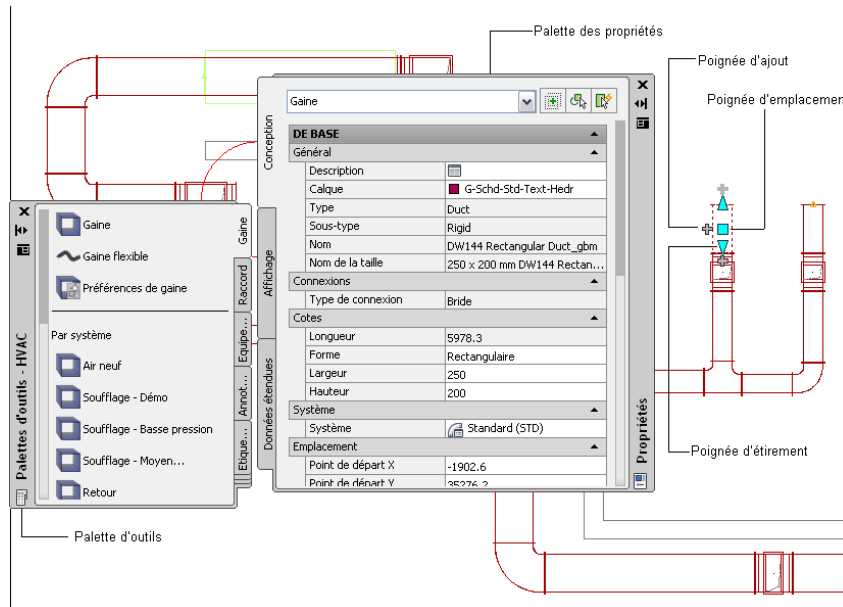 Palette des propriétés
Poignée d'ajout
Poignée d'emplacement
Gaine
Conception
Affichage
Données étendues
DE BASE
Général
Description
Calque G-Schd-Std-Text-Hedr
Type Duct
Sous-type Rigid
Nom DW144 Rectangular Duct_gbm
Nom de la taille 250 x 200 mm DW144 Rectan...
Connexions
Type de connexion Bride
Cotes
Longueur 5978.3
Forme Rectangulaire
Largeur 250
Hauteur 200
Système
Système Standard (STD)
Emplacement
Point de départ X -1902.6
Point de départ Y 35276.2
Propriétés
Gaine
Gaine flexible
Préférences de gaine
Par système
Air neuf
Soufflage - Démo
Soufflage - Basse pression
Soufflage - Moyen...
Retour
Gaine
Raccord
Equipe...
Annot...
Etique...
Palettes d'outils - HVAC
Poignée d'étirement
Palette d'outils